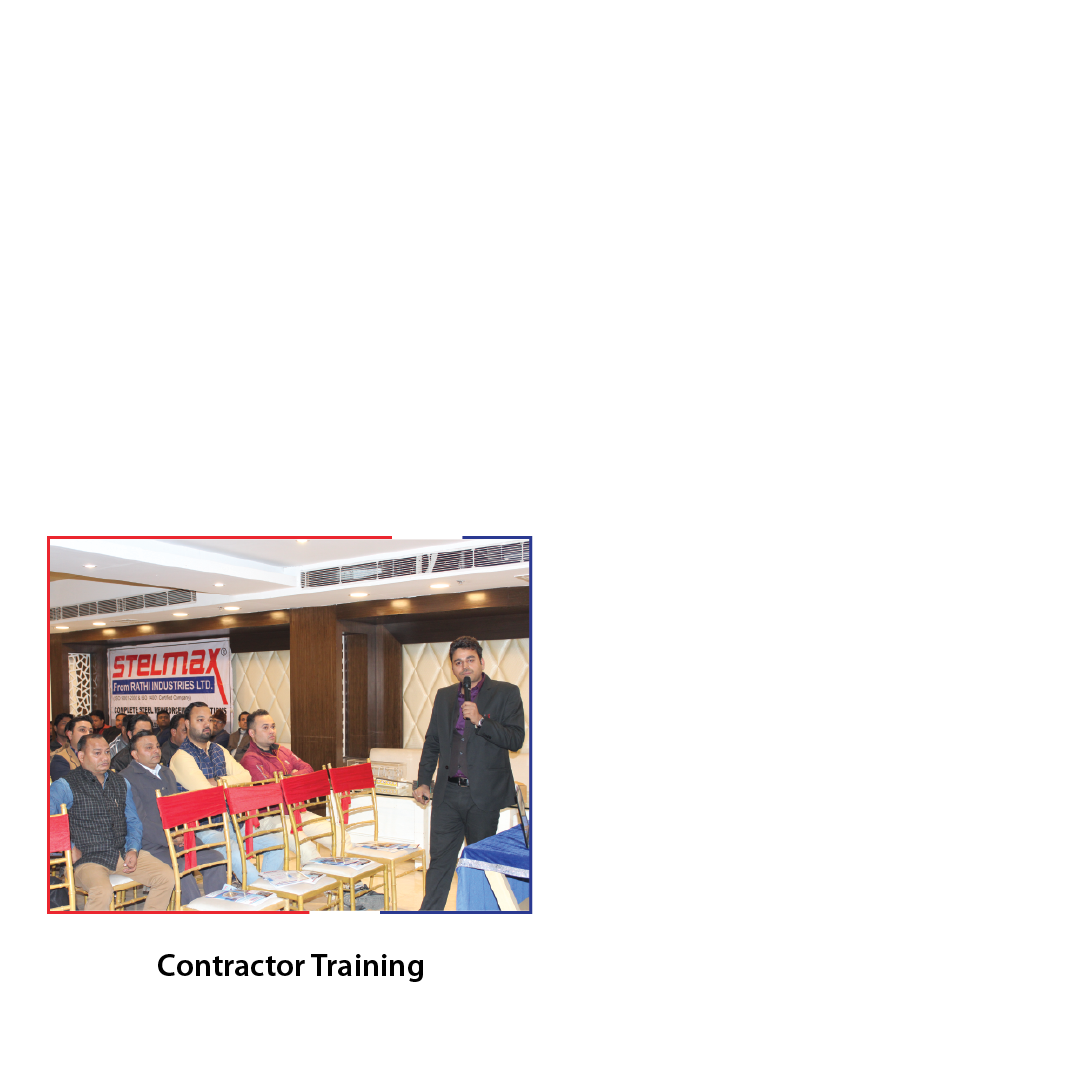 STELMAX®
From RATHI INDUSTRIES LTD.
Contractor Training